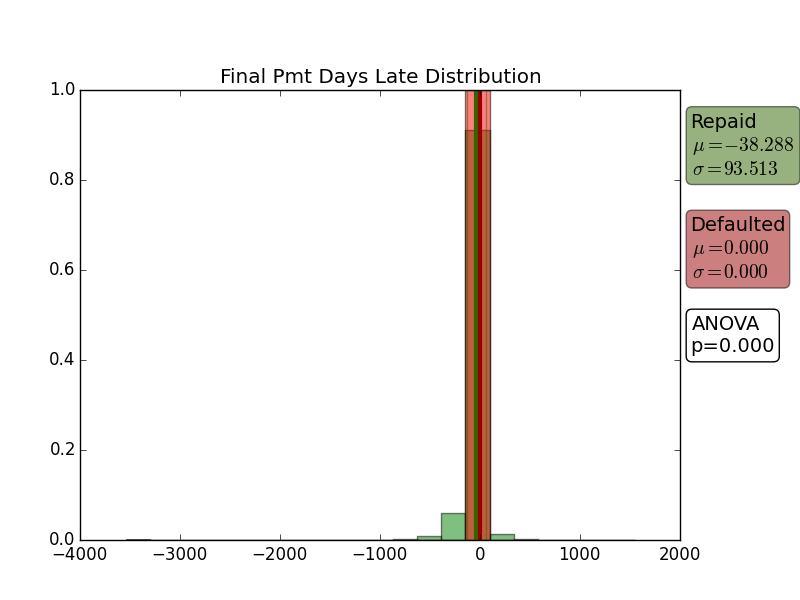 Final Pmt Days Late Distribution
1.0
0.8
0.6
0.4
0.2
0.0
−4000 −3000 −2000 −1000 0 1000 2000
Repaid
μ=−38.288
σ=93.513
Defaulted
μ=0.000
σ=0.000
ANOVA
p=0.000